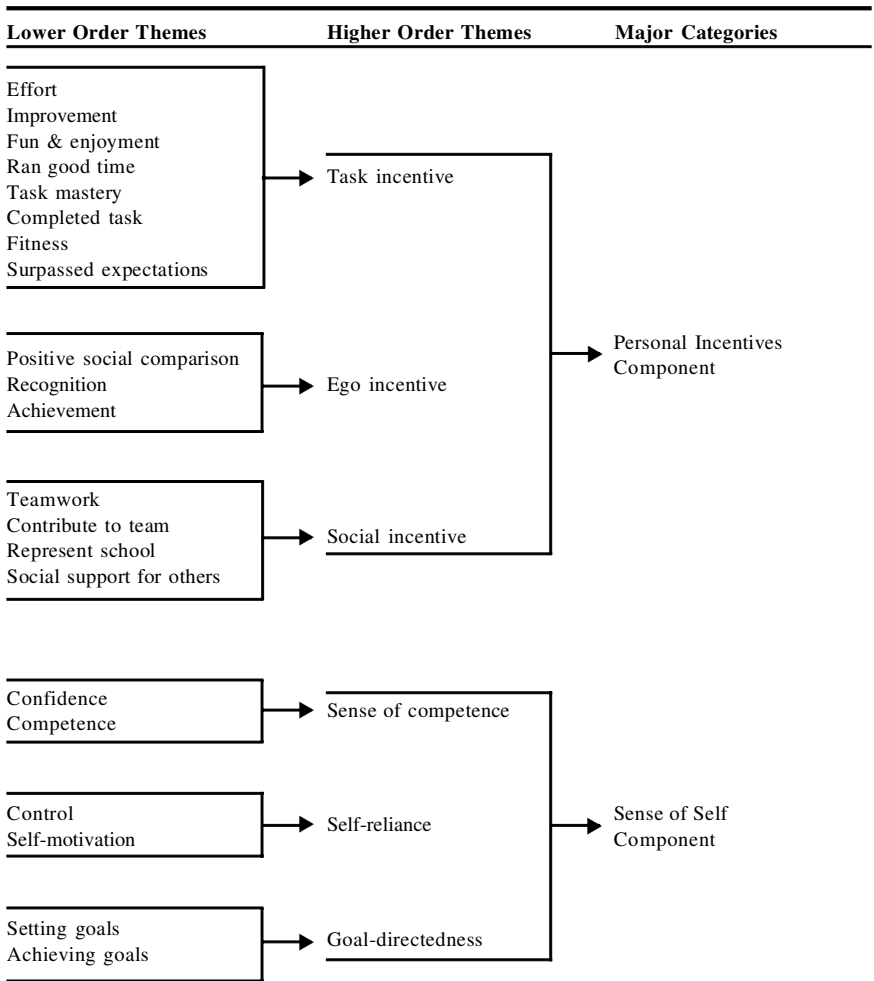 Lower Order Themes Higher Order Themes Major Categories
Effort
Improvement
Fun & enjoyment
Ran good time
Task mastery
Completed task
Fitness
Surpassed expectations
Task incentive
Positive social comparison
Recognition
Achievement
Ego incentive
Teamwork
Contribute to team
Represent school
Social support for others
Social incentive
Personal Incentives
Component
Confidence
Competence
Sense of competence
Control
Self-motivation
Self-reliance
Setting goals
Achieving goals
Goal-directedness
Sense of Self
Component